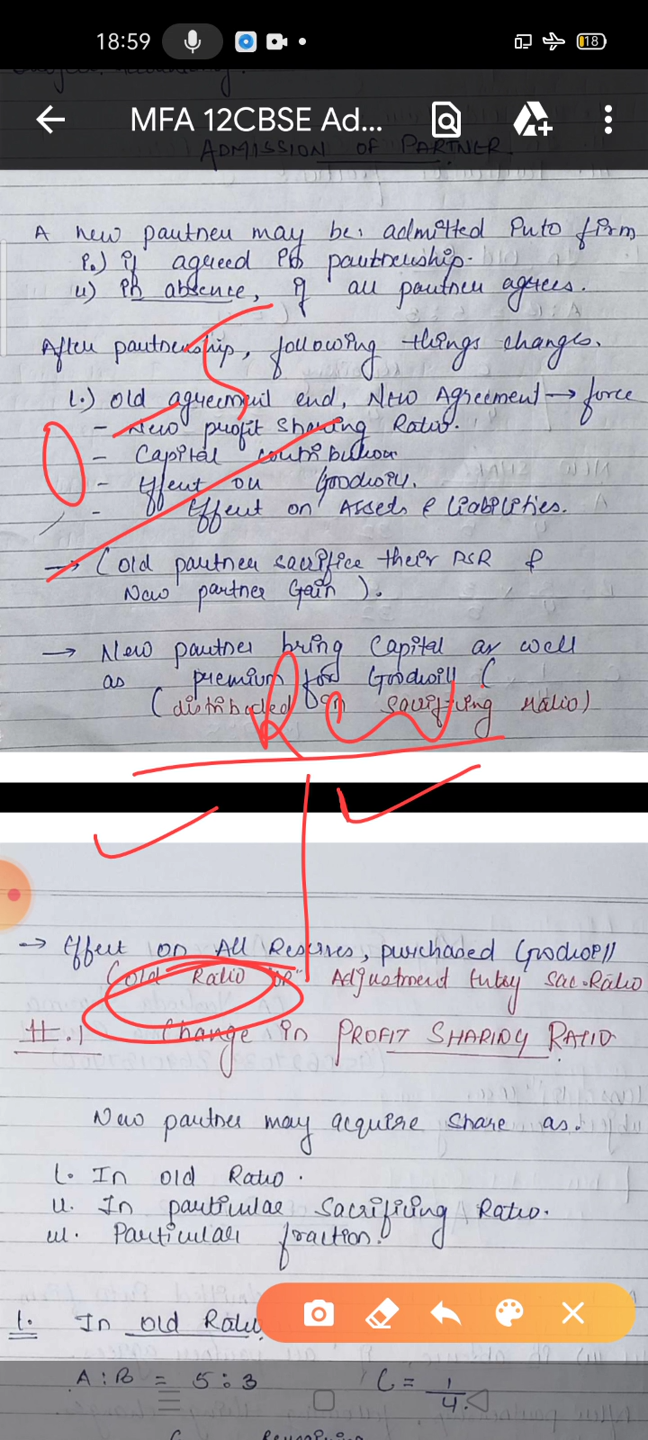 18:59
18
MFA 12CBSE Ad...
ADMISSION OF PARTNER
A new partner may be admitted into firm
i.) if agreed in partnership.
ii) in absence, if all partner agrees.
After partnership, following things changes.
1.) Old agreement end, New Agreement → force
- New profit Sharing Ratio.
- Capital contribution
- Effect on Goodwill.
- Effect on Assets & liabilities.
→ (old partner sacrifice their PSR &
New partner Gain).
→ New partner bring Capital as well
as premium for Goodwill (
(distributed in sacrificing ratio)
→ Effect on All Reserves, purchased Goodwill
(old Ratio or Adjustment entry Sac. Ratio
#.1 Change in PROFIT SHARING RATIO
New partner may acquire share as.
i. In old Ratio.
ii. In particular Sacrificing Ratio.
iii. Particular fraction.
1. In old
A:B = 5:3 C = 1/4